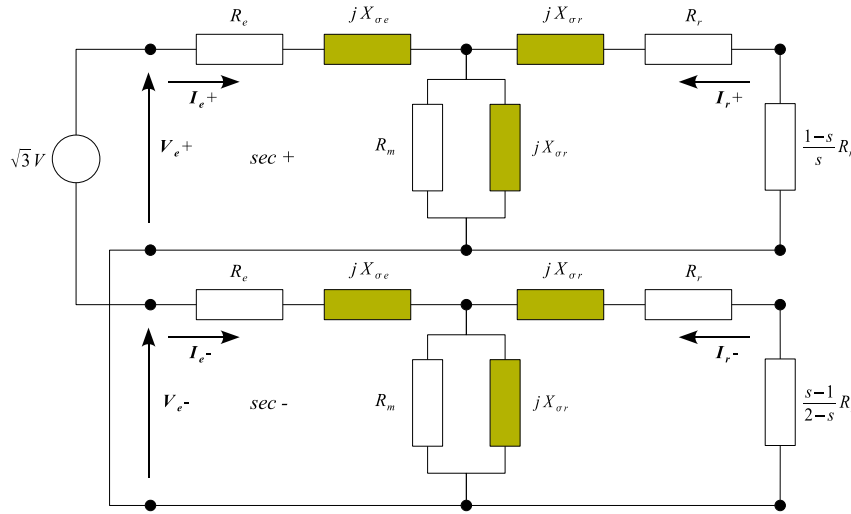 R_e
jX_σe
jX_σr
R_r
I_e+
I_r+
√3 V
V_e+
sec +
R_m
jX_σr
(1−s)/s R_r
R_e
jX_σe
jX_σr
R_r
I_e-
I_r-
V_e-
sec -
R_m
jX_σr
(s−1)/(2−s) R